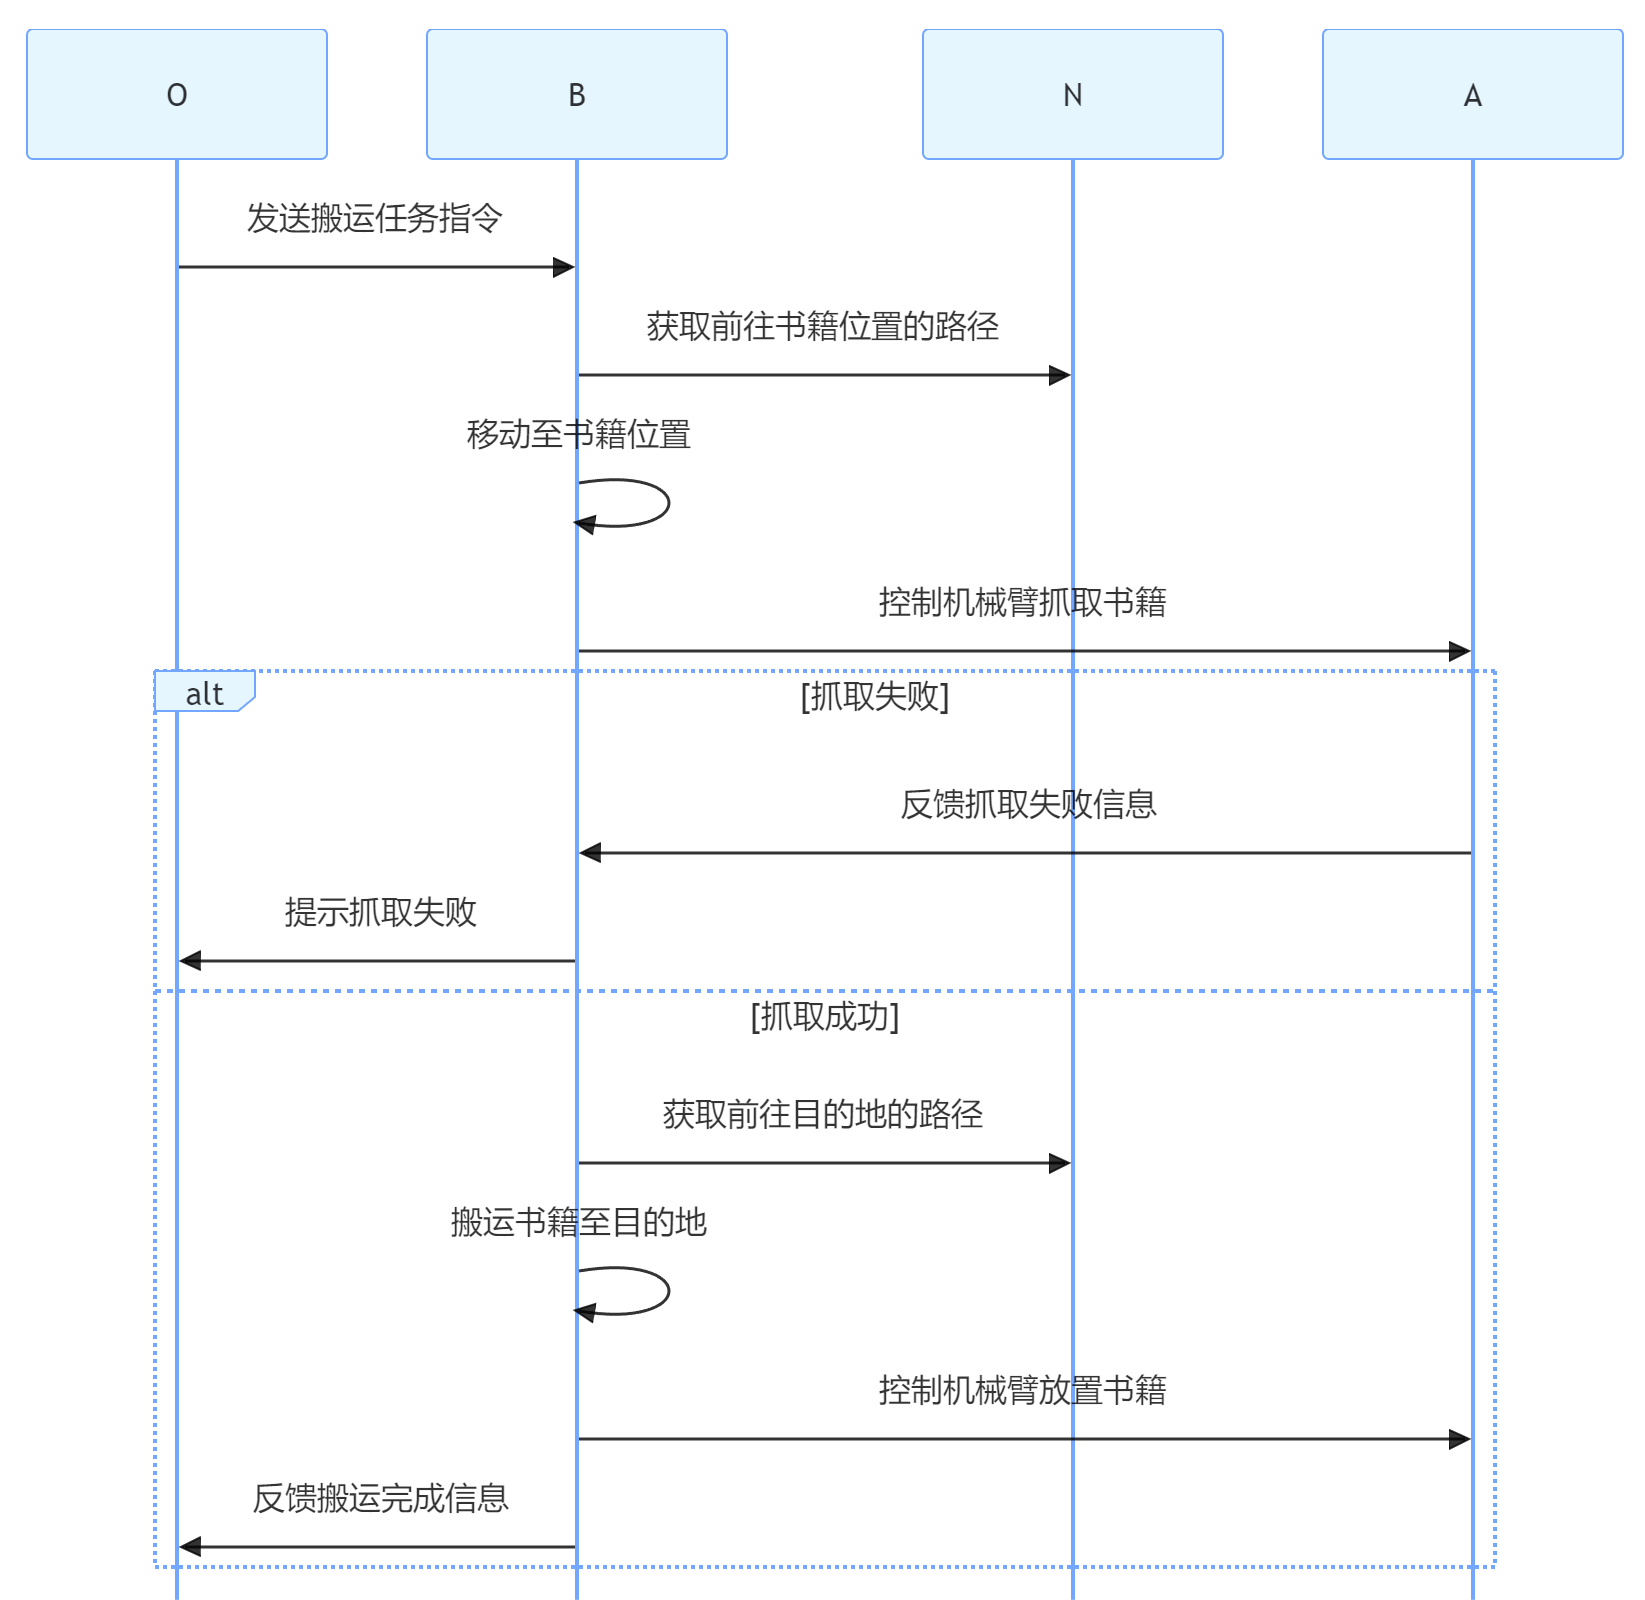 O
B
N
A
发送搬运任务指令
获取前往书籍位置的路径
移动至书籍位置
控制机械臂抓取书籍
alt
[抓取失败]
反馈抓取失败信息
提示抓取失败
[抓取成功]
获取前往目的地的路径
搬运书籍至目的地
控制机械臂放置书籍
反馈搬运完成信息